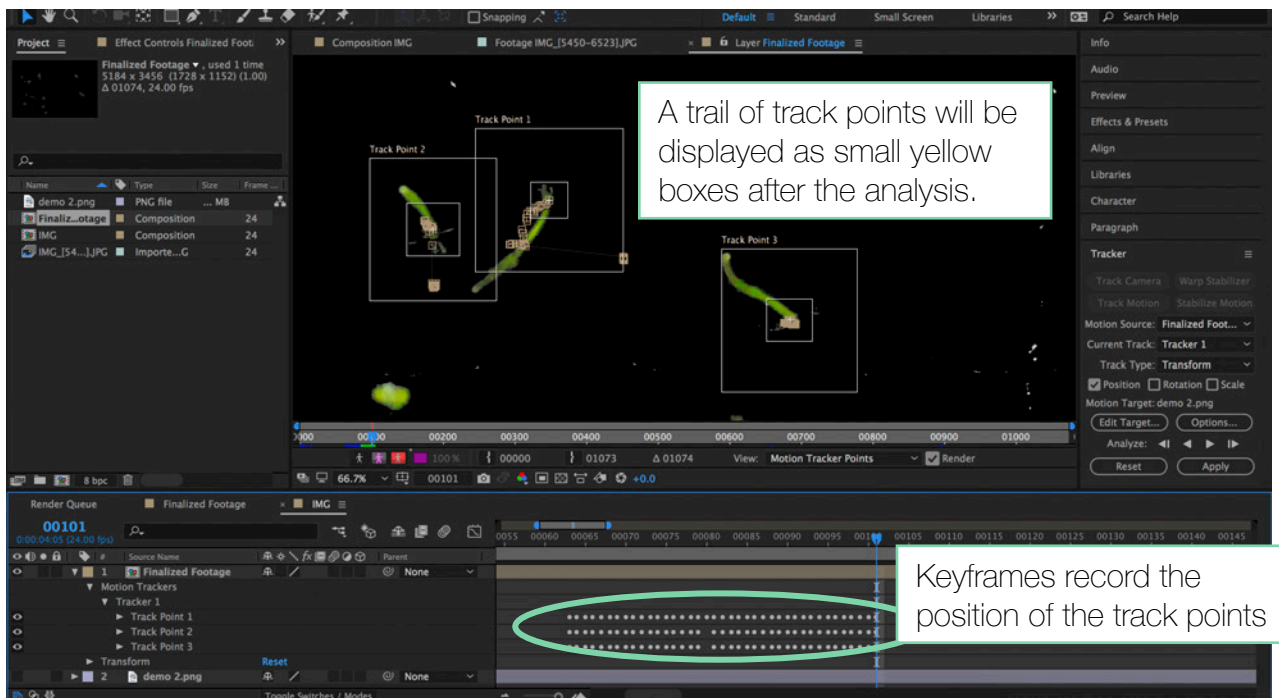 Snapping
Default
Standard
Small Screen
Libraries
Search Help
Project
Effect Controls Finalized Foot
Composition IMG
Footage IMG_[5450-6523].JPG
Layer Finalized Footage
Info
Finalized Footage ▾ , used 1 time
5184 x 3456 (1728 x 1152) (1.00)
Δ 01074, 24.00 fps
Audio
Preview
Effects & Presets
Align
Libraries
Character
Paragraph
Tracker
Track Camera Warp Stabilizer
Track Motion Stabilize Motion
Motion Source: Finalized Foot...
Current Track: Tracker 1
Track Type: Transform
Position Rotation Scale
Motion Target: demo 2.png
Edit Target... Options...
Analyze:
Reset Apply
A trail of track points will be
displayed as small yellow
boxes after the analysis.
Track Point 1
Track Point 2
Track Point 3
Name Type Size Frame ...
demo 2.png PNG file ... MB
Finaliz...otage Composition 24
IMG Composition 24
IMG_[54...].JPG Importe...G 24
00200 00300 00400 00500 00600 00700 00800 00900 01000
100% 00000 01073 Δ 01074 View: Motion Tracker Points Render
8 bpc
66.7% 00101 +0.0
Render Queue Finalized Footage IMG
00101
0:00:04:05 (24.00 fps)
0055 00060 00065 00070 00075 00080 00085 00090 00095 00105 00110 00115 00120 00125 00130 00135 00140 00145
# Source Name Parent
1 Finalized Footage None
Motion Trackers
Tracker 1
Track Point 1
Track Point 2
Track Point 3
Transform Reset
2 demo 2.png None
Toggle Switches / Modes
Keyframes record the
position of the track points